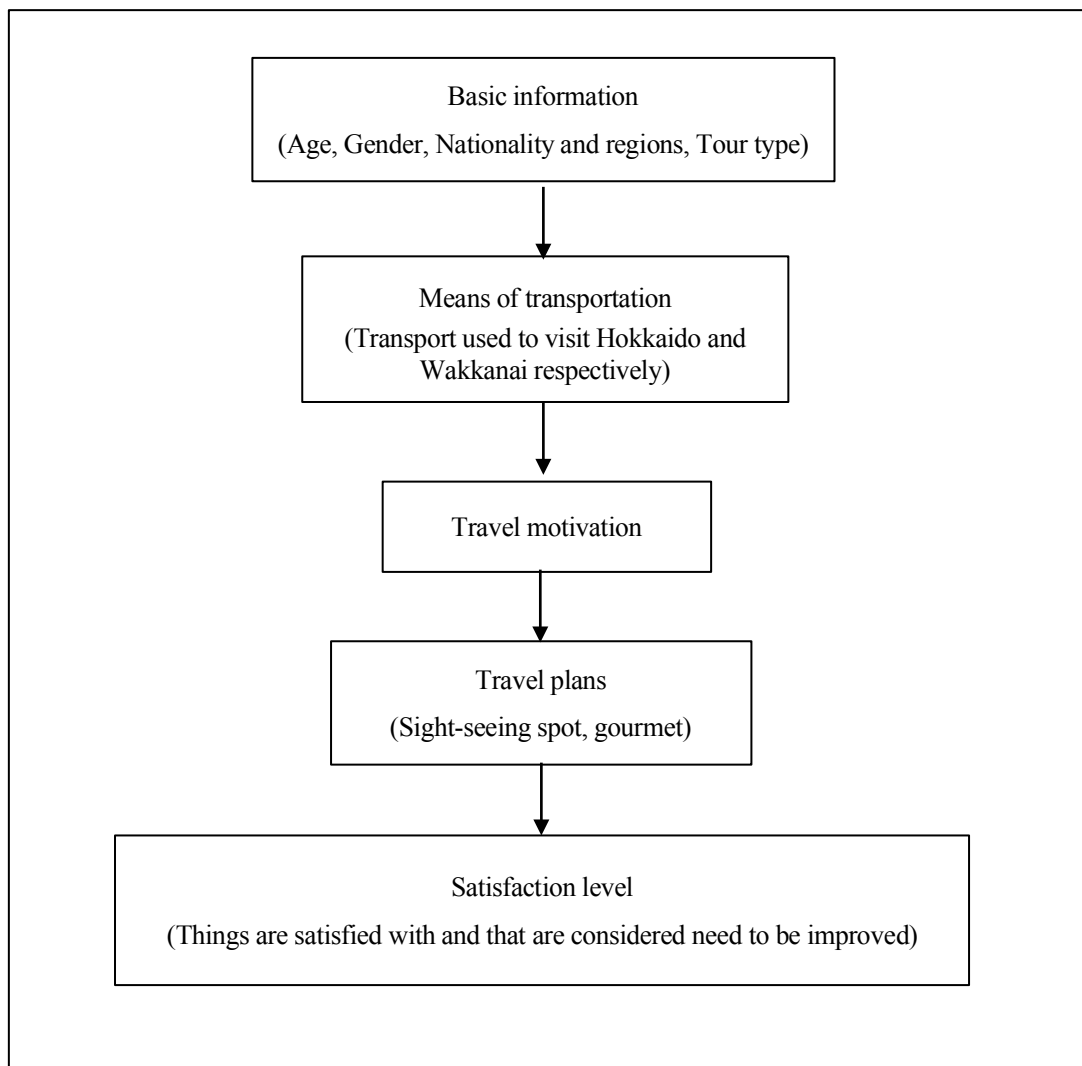 Basic information
(Age, Gender, Nationality and regions, Tour type)
Means of transportation
(Transport used to visit Hokkaido and
Wakkanai respectively)
Travel motivation
Travel plans
(Sight-seeing spot, gourmet)
Satisfaction level
(Things are satisfied with and that are considered need to be improved)